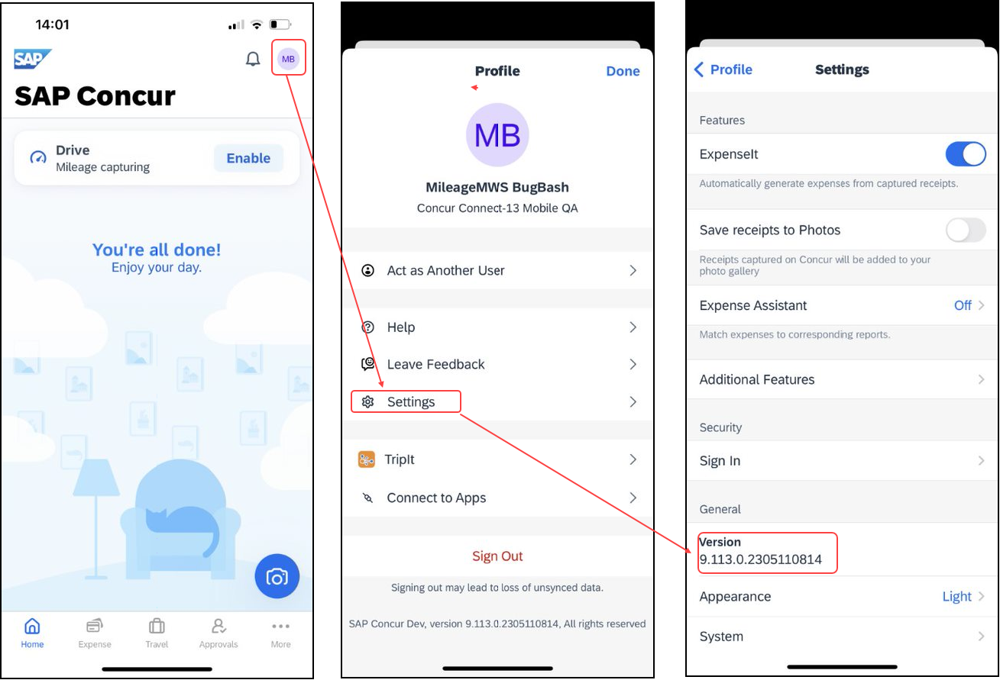 14:01
SAP
MB
SAP Concur
Drive
Mileage capturing
Enable
You're all done!
Enjoy your day.
Home
Expense
Travel
Approvals
More
Profile
Done
MB
MileageMWS BugBash
Concur Connect-13 Mobile QA
Act as Another User
Help
Leave Feedback
Settings
TripIt
Connect to Apps
Sign Out
Signing out may lead to loss of unsynced data.
SAP Concur Dev, version 9.113.0.2305110814, All rights reserved
Profile
Settings
Features
ExpenseIt
Automatically generate expenses from captured receipts.
Save receipts to Photos
Receipts captured on Concur will be added to your
photo gallery
Expense Assistant
Off
Match expenses to corresponding reports.
Additional Features
Security
Sign In
General
Version
9.113.0.2305110814
Appearance
Light
System